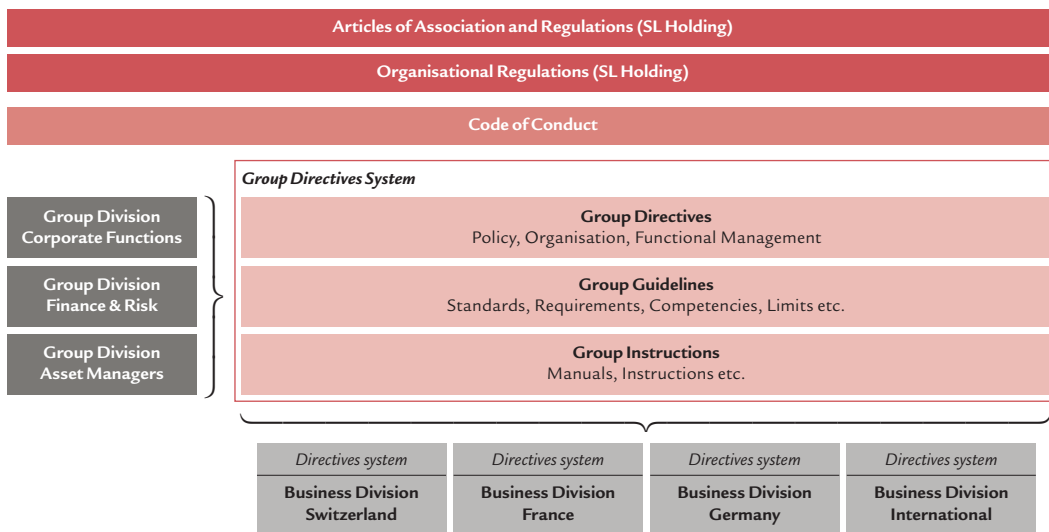 Articles of Association and Regulations (SL Holding)
Organisational Regulations (SL Holding)
Code of Conduct
Group Directives System
Group Division
Corporate Functions
Group Directives
Policy, Organisation, Functional Management
Group Division
Finance & Risk
Group Guidelines
Standards, Requirements, Competencies, Limits etc.
Group Division
Asset Managers
Group Instructions
Manuals, Instructions etc.
Directives system
Business Division
Switzerland
Directives system
Business Division
France
Directives system
Business Division
Germany
Directives system
Business Division
International